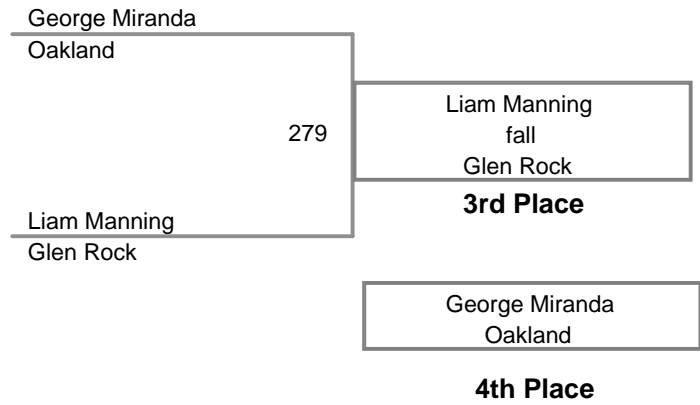 George Miranda
Oakland
279
Liam Manning
fall
Glen Rock
3rd Place
Liam Manning
Glen Rock
George Miranda
Oakland
4th Place